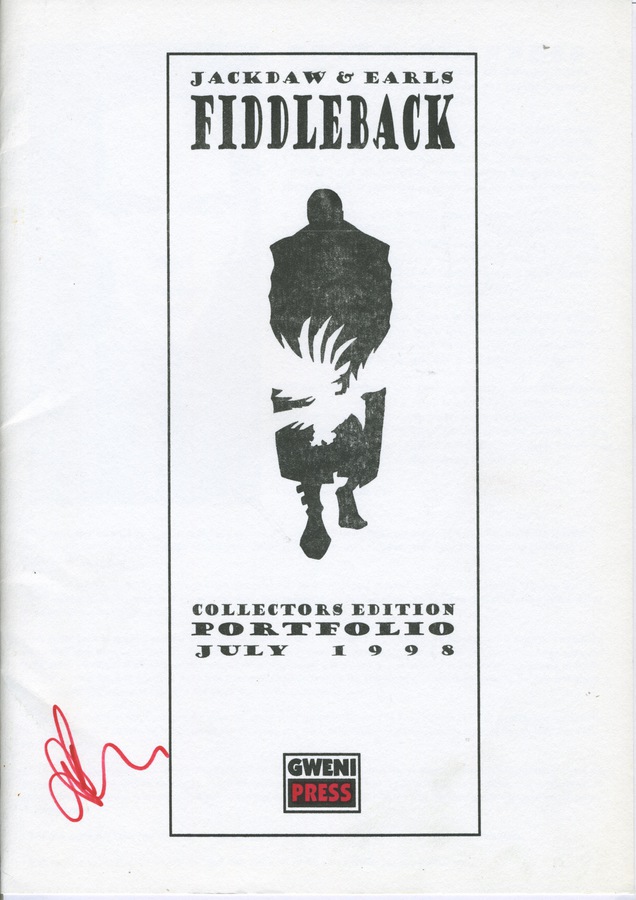 JACKDAW & EARLS
FIDDLEBACK
COLLECTORS EDITION
PORTFOLIO
JULY 1998
GWENI
PRESS